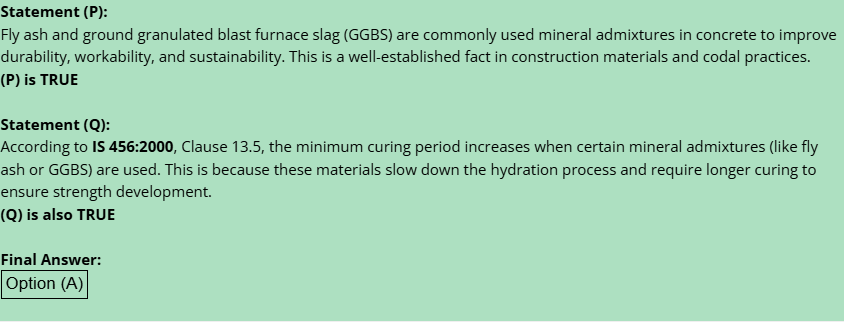 Statement (P):
Fly ash and ground granulated blast furnace slag (GGBS) are commonly used mineral admixtures in concrete to improve
durability, workability, and sustainability. This is a well-established fact in construction materials and codal practices.
(P) is TRUE
Statement (Q):
According to IS 456:2000, Clause 13.5, the minimum curing period increases when certain mineral admixtures (like fly
ash or GGBS) are used. This is because these materials slow down the hydration process and require longer curing to
ensure strength development.
(Q) is also TRUE
Final Answer:
Option (A)